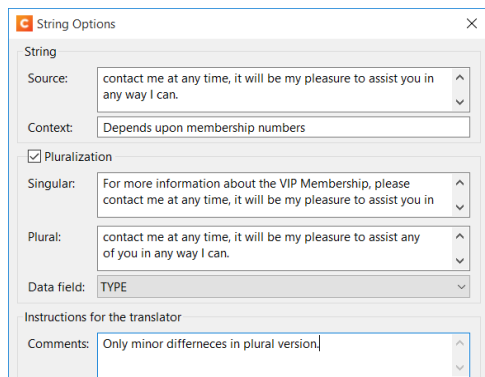 C String Options
String
Source: contact me at any time, it will be my pleasure to assist you in
any way I can.
Context: Depends upon membership numbers
Pluralization
Singular: For more information about the VIP Membership, please
contact me at any time, it will be my pleasure to assist you in
Plural: contact me at any time, it will be my pleasure to assist any
of you in any way I can.
Data field: TYPE
Instructions for the translator
Comments: Only minor differneces in plural version.